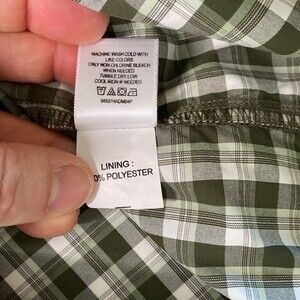 MACHINE WASH COLD WITH
LIKE COLORS
ONLY NON CHLORINE BLEACH
WHEN NEEDED
TUMBLE DRY LOW
COOL IRON IF NEEDED
LINING :
0% POLYESTER